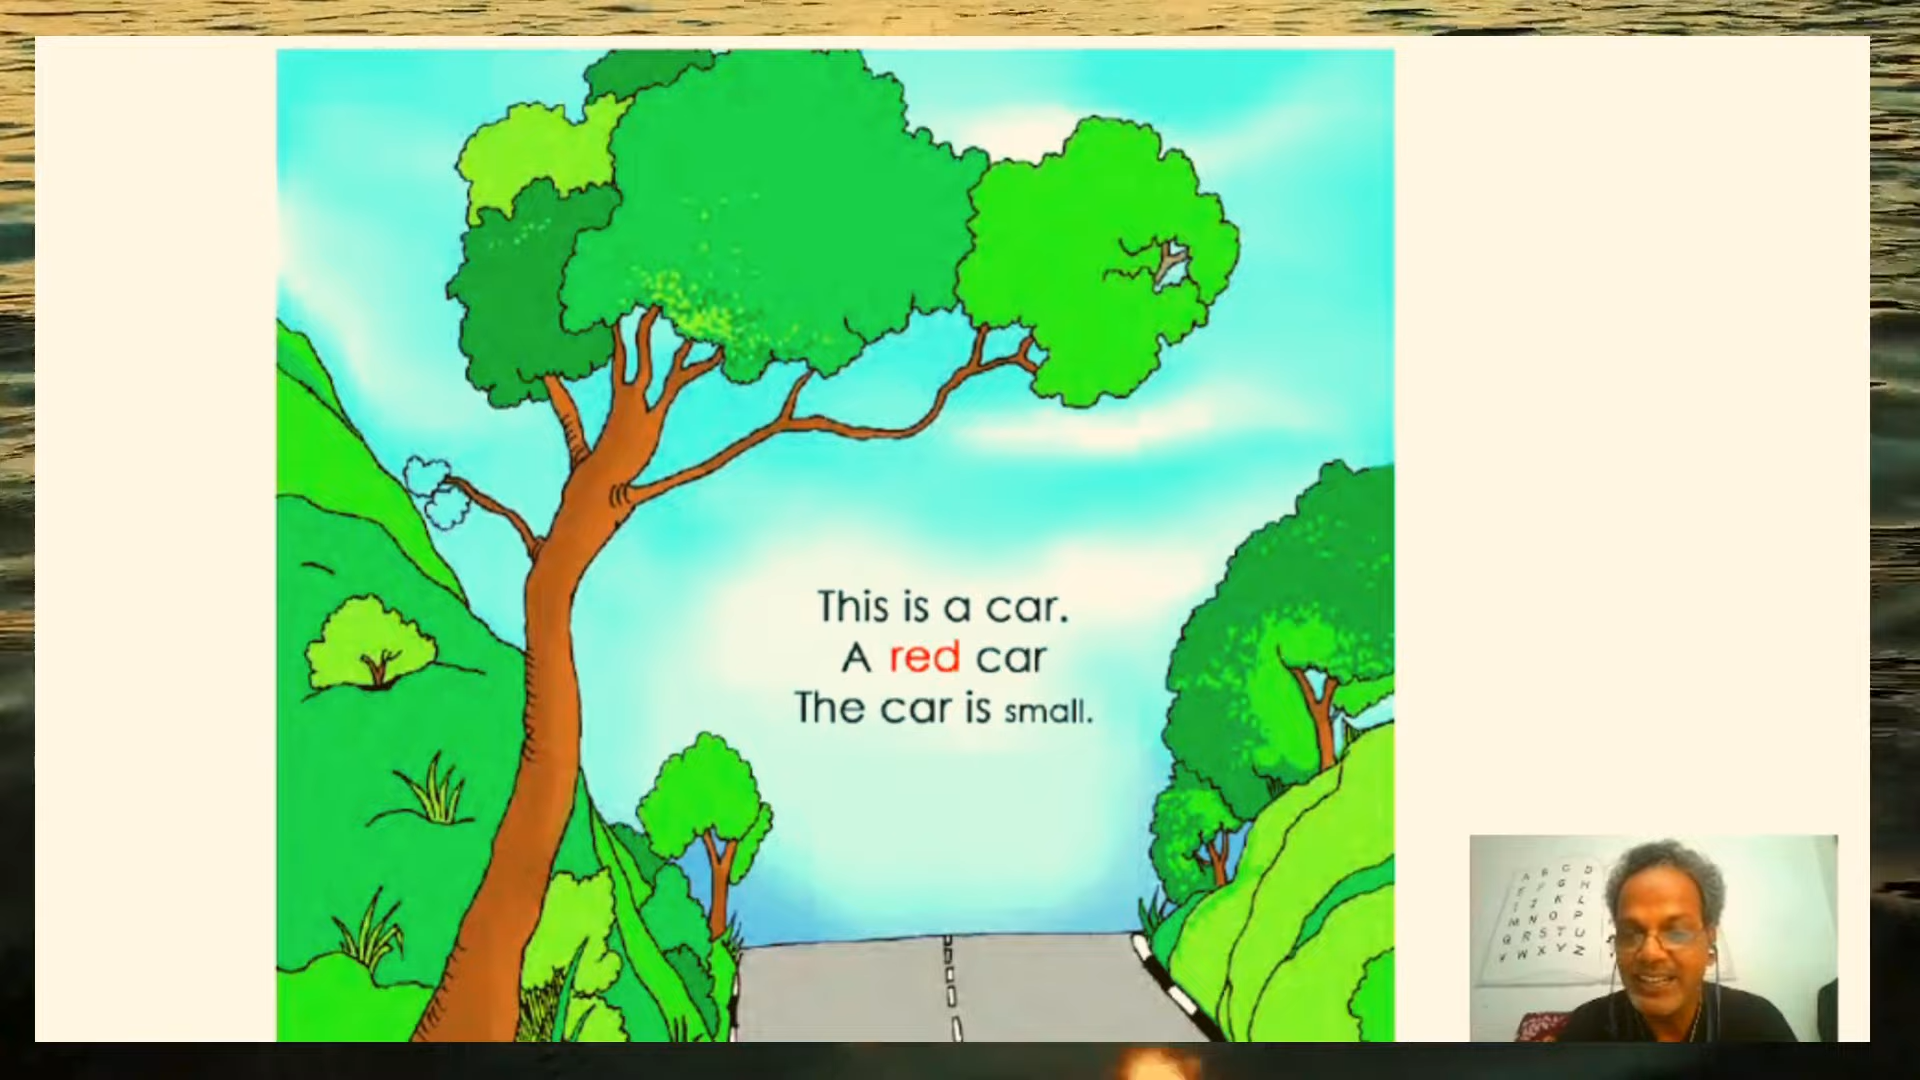 This is a car.
A red car
The car is small.
A B C D
E F G H
I J K L
M N O P
Q R S T U
V W X Y Z